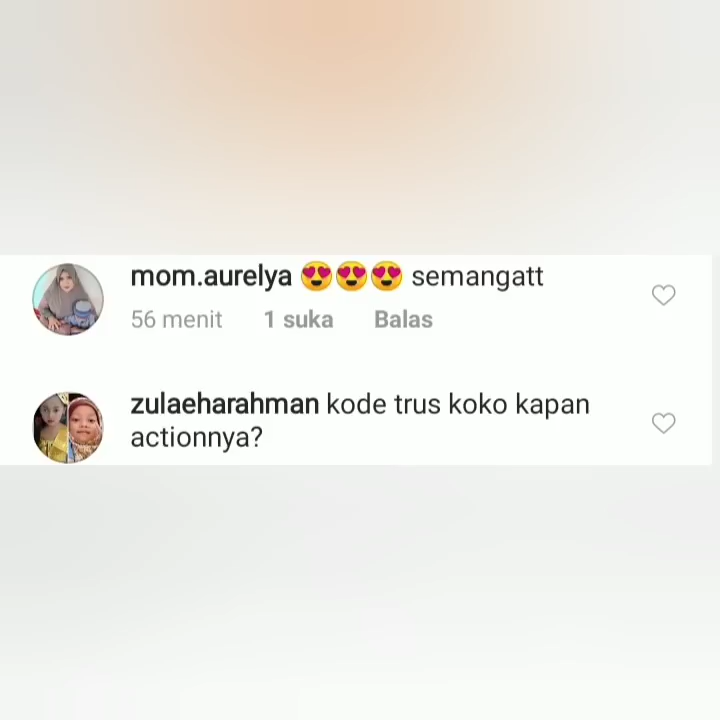 mom.aurelya 😍😍😍 semangatt
56 menit 1 suka Balas
zulaeharahman kode trus koko kapan
actionnya?